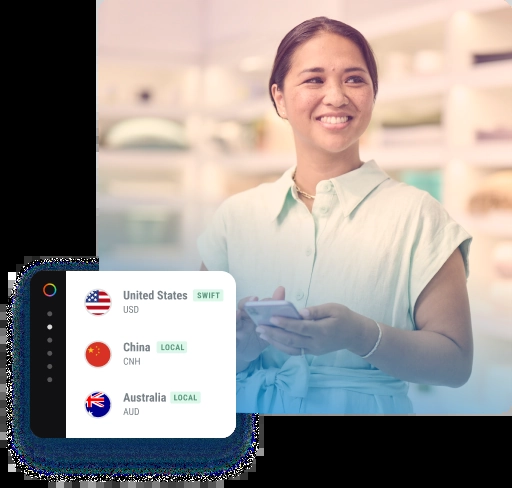 United States SWIFT
USD
China LOCAL
CNH
Australia LOCAL
AUD